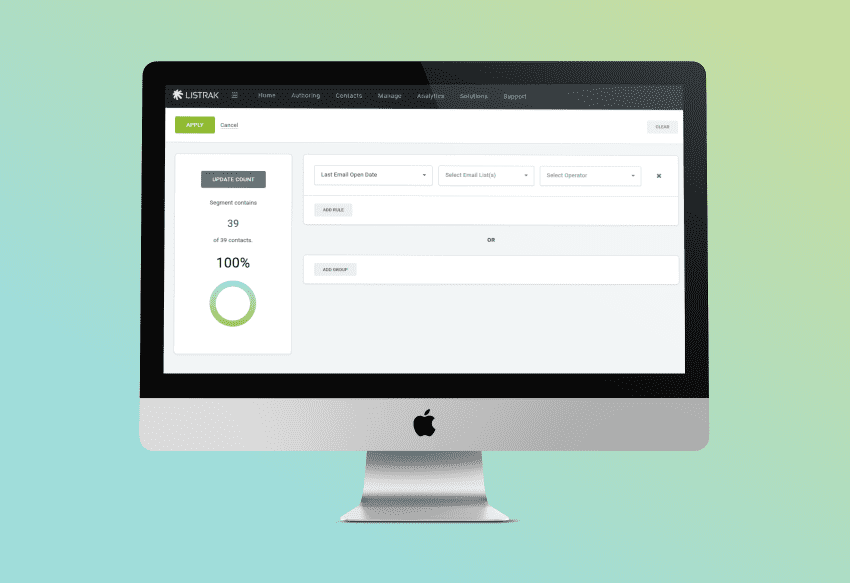 LISTRAK
Home Authoring Contacts Manage Analytics Solutions Support
APPLY Cancel CLEAR
UPDATE COUNT
Segment contains
39
of 39 contacts.
100%
Last Email Open Date Select Email List(s) Select Operator
ADD RULE
OR
ADD GROUP